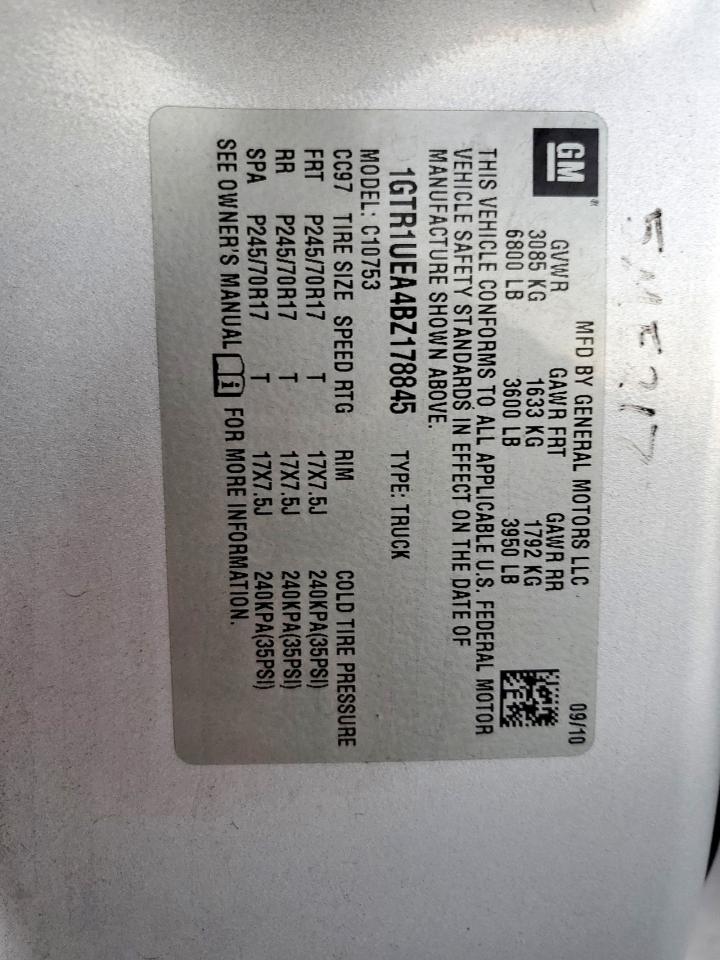 GM
MFD BY GENERAL MOTORS LLC 09/10
GVWR GAWR FRT GAWR RR
3085 KG 1633 KG 1792 KG
6800 LB 3600 LB 3950 LB
THIS VEHICLE CONFORMS TO ALL APPLICABLE U.S. FEDERAL MOTOR
VEHICLE SAFETY STANDARDS IN EFFECT ON THE DATE OF
MANUFACTURE SHOWN ABOVE.
1GTR1UEA4BZ178845 TYPE: TRUCK
MODEL: C10753
CC97 TIRE SIZE SPEED RTG RIM COLD TIRE PRESSURE
FRT P245/70R17 T 17X7.5J 240KPA(35PSI)
RR P245/70R17 T 17X7.5J 240KPA(35PSI)
SPA P245/70R17 T 17X7.5J 240KPA(35PSI)
SEE OWNER'S MANUAL FOR MORE INFORMATION.